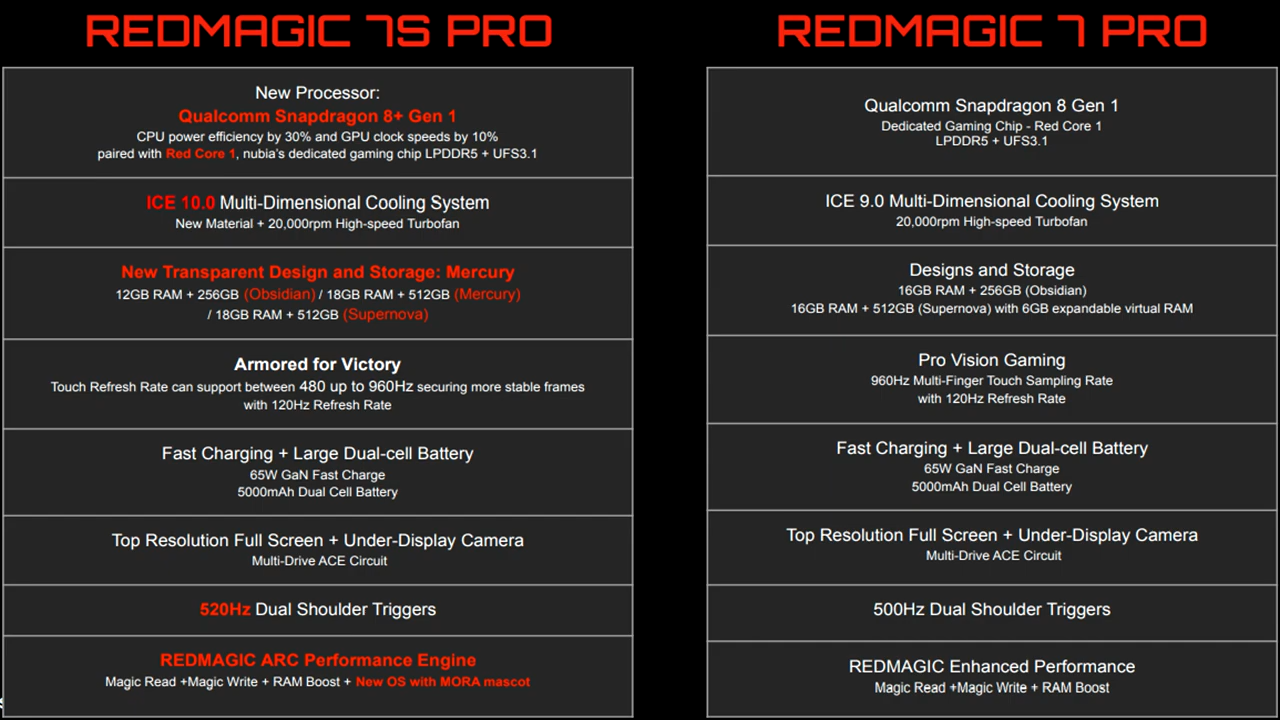 REDMAGIC 7S PRO
New Processor:
Qualcomm Snapdragon 8+ Gen 1
CPU power efficiency by 30% and GPU clock speeds by 10%
paired with Red Core 1, nubia's dedicated gaming chip LPDDR5 + UFS3.1
ICE 10.0 Multi-Dimensional Cooling System
New Material + 20,000rpm High-speed Turbofan
New Transparent Design and Storage: Mercury
12GB RAM + 256GB (Obsidian) / 18GB RAM + 512GB (Mercury)
/ 18GB RAM + 512GB (Supernova)
Armored for Victory
Touch Refresh Rate can support between 480 up to 960Hz securing more stable frames
with 120Hz Refresh Rate
Fast Charging + Large Dual-cell Battery
65W GaN Fast Charge
5000mAh Dual Cell Battery
Top Resolution Full Screen + Under-Display Camera
Multi-Drive ACE Circuit
520Hz Dual Shoulder Triggers
REDMAGIC ARC Performance Engine
Magic Read +Magic Write + RAM Boost + New OS with MORA mascot
REDMAGIC 7 PRO
Qualcomm Snapdragon 8 Gen 1
Dedicated Gaming Chip - Red Core 1
LPDDR5 + UFS3.1
ICE 9.0 Multi-Dimensional Cooling System
20,000rpm High-speed Turbofan
Designs and Storage
16GB RAM + 256GB (Obsidian)
16GB RAM + 512GB (Supernova) with 6GB expandable virtual RAM
Pro Vision Gaming
960Hz Multi-Finger Touch Sampling Rate
with 120Hz Refresh Rate
Fast Charging + Large Dual-cell Battery
65W GaN Fast Charge
5000mAh Dual Cell Battery
Top Resolution Full Screen + Under-Display Camera
Multi-Drive ACE Circuit
500Hz Dual Shoulder Triggers
REDMAGIC Enhanced Performance
Magic Read +Magic Write + RAM Boost